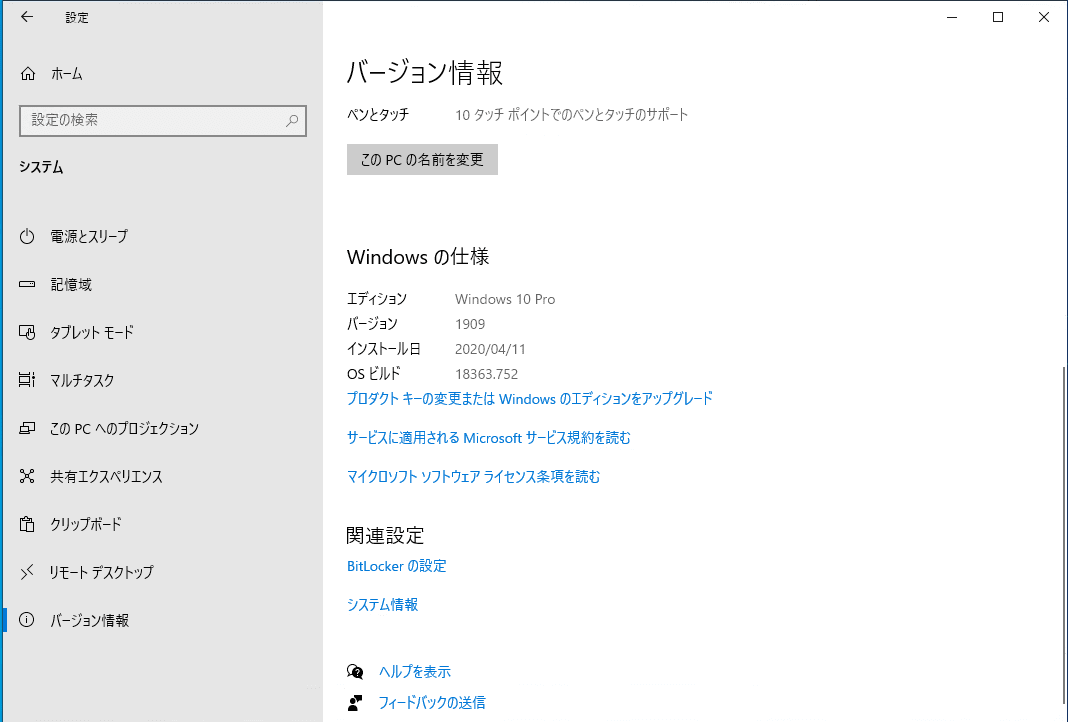 設定
ホーム
設定の検索
システム
電源とスリープ
記憶域
タブレット モード
マルチタスク
この PC へのプロジェクション
共有エクスペリエンス
クリップボード
リモート デスクトップ
バージョン情報
バージョン情報
ペンとタッチ 10 タッチ ポイントでのペンとタッチのサポート
この PC の名前を変更
Windows の仕様
エディション Windows 10 Pro
バージョン 1909
インストール日 2020/04/11
OS ビルド 18363.752
プロダクト キーの変更または Windows のエディションをアップグレード
サービスに適用される Microsoft サービス規約を読む
マイクロソフト ソフトウェア ライセンス条項を読む
関連設定
BitLocker の設定
システム情報
ヘルプを表示
フィードバックの送信